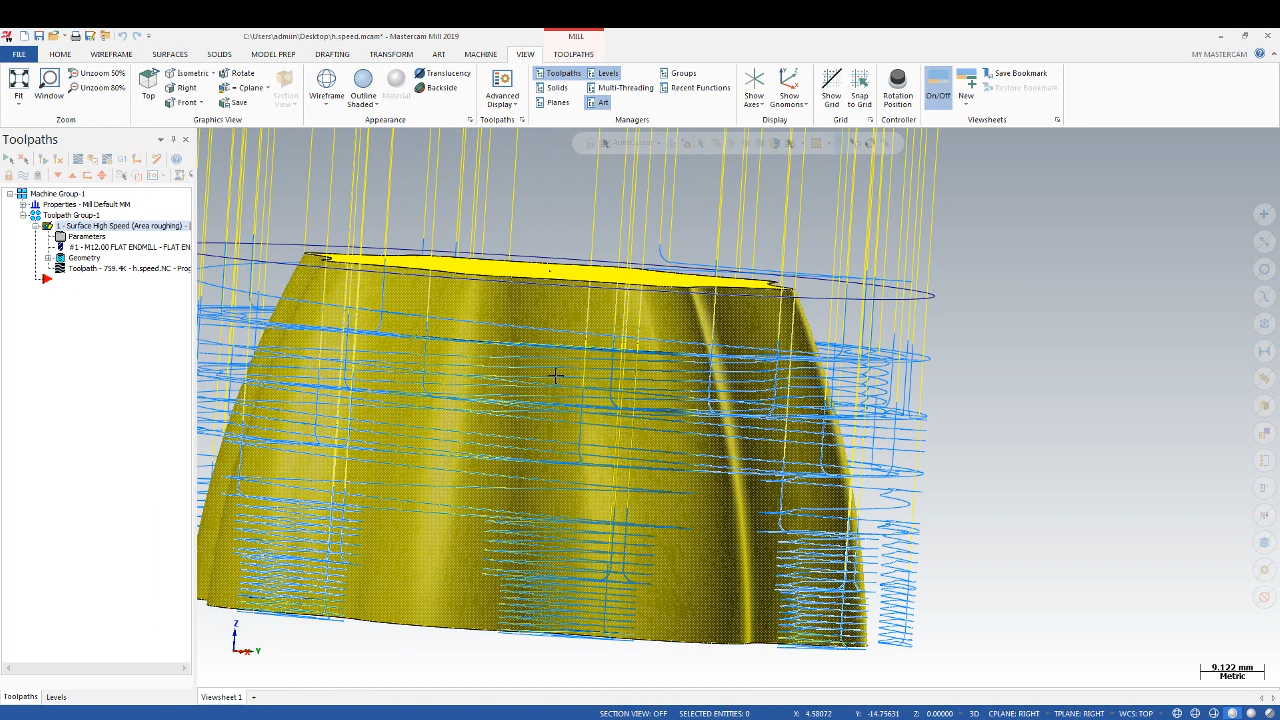 C:\Users\admiin\Desktop\h.speed.mcam* - Mastercam Mill 2019
MILL
FILE HOME WIREFRAME SURFACES SOLIDS MODEL PREP DRAFTING TRANSFORM ART MACHINE VIEW TOOLPATHS MY MASTERCAM
Fit Window Unzoom 50% Unzoom 80%
Zoom
Top Isometric Right Front Rotate = Cplane Save Section View
Graphics View
Wireframe Outline Shaded Material Translucency Backside
Appearance
Advanced Display
Toolpaths
Toolpaths Solids Planes Levels Multi-Threading Art Groups Recent Functions
Managers
Show Axes Show Gnomons
Display
Show Grid Snap to Grid
Grid
Rotation Position
Controller
On/Off New Save Bookmark Restore Bookmark
Viewsheets
Toolpaths
G1
AutoCursor
Machine Group-1
Properties - Mill Default MM
Toolpath Group-1
1 - Surface High Speed (Area roughing) -
Parameters
#1 - M12.00 FLAT ENDMILL - FLAT EN
Geometry
Toolpath - 759.4K - h.speed.NC - Prog
Z
X
Y
9.122 mm
Metric
Toolpaths Levels
Viewsheet 1 +
SECTION VIEW: OFF SELECTED ENTITIES: 0 X: 4.58072 Y: -14.75631 Z: 0.00000 3D CPLANE: RIGHT TPLANE: RIGHT WCS: TOP